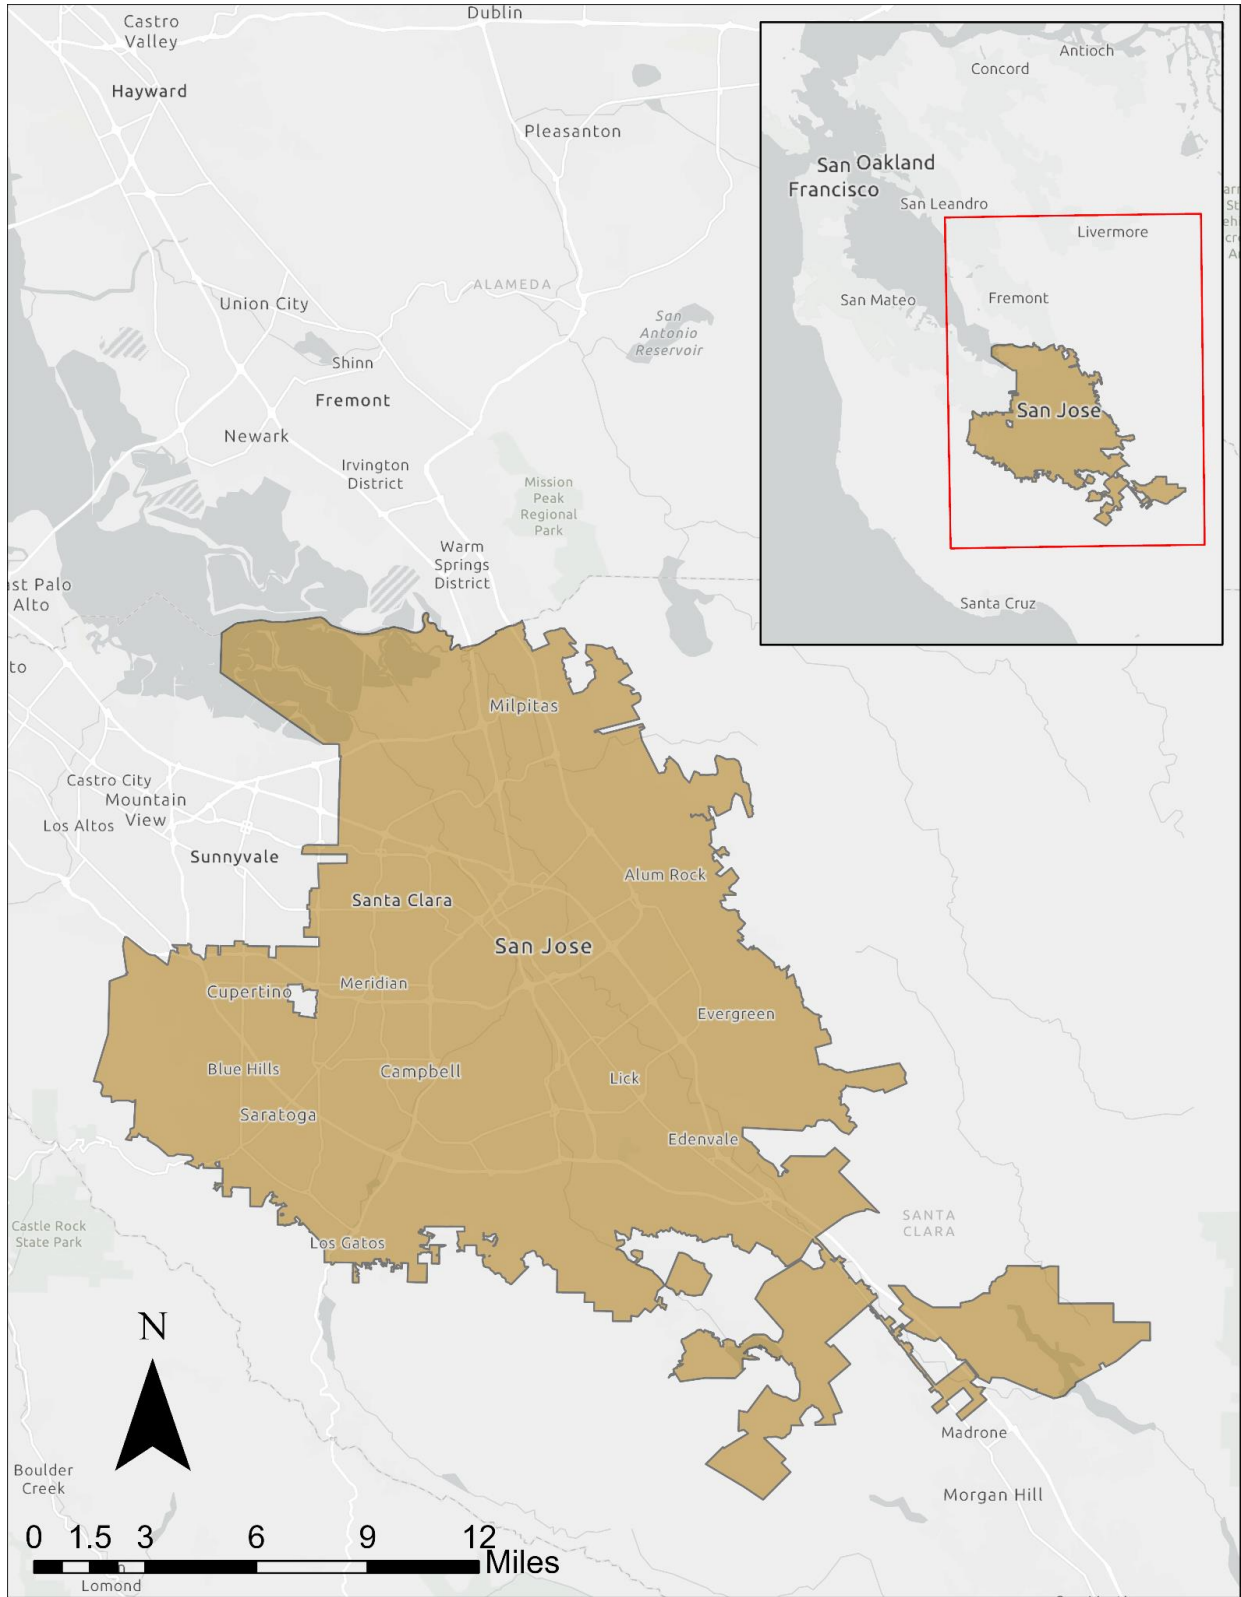 Castro
Valley
Dublin
Hayward
Pleasanton
Union City
ALAMEDA
San
Antonio
Reservoir
Shinn
Fremont
Newark
Irvington
District
Mission
Peak
Regional
Park
Warm
Springs
District
Alto
to
Milpitas
Castro City
Mountain
View
Los Altos
Sunnyvale
Alum Rock
Santa Clara
San Jose
Cupertino
Meridian
Evergreen
Blue Hills
Campbell
Lick
Saratoga
Edenvale
Castle Rock
State Park
Los Gatos
SANTA
CLARA
N
Madrone
Boulder
Creek
Morgan Hill
0 1.5 3 6 9 12
Miles
Lomond
Antioch
Concord
San Oakland
Francisco
San Leandro
Livermore
San Mateo
Fremont
San Jose
Santa Cruz